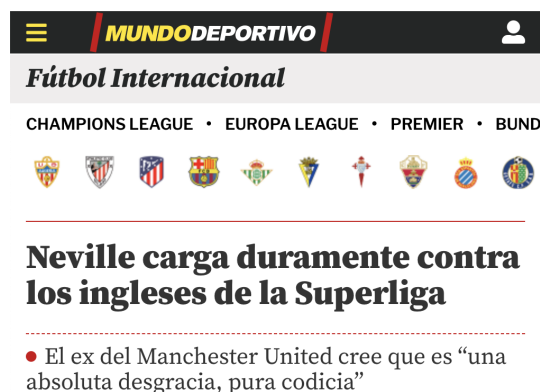 MUNDODEPORTIVO
Fútbol Internacional
CHAMPIONS LEAGUE • EUROPA LEAGUE • PREMIER • BUND
Neville carga duramente contra
los ingleses de la Superliga
• El ex del Manchester United cree que es “una
absoluta desgracia, pura codicia”